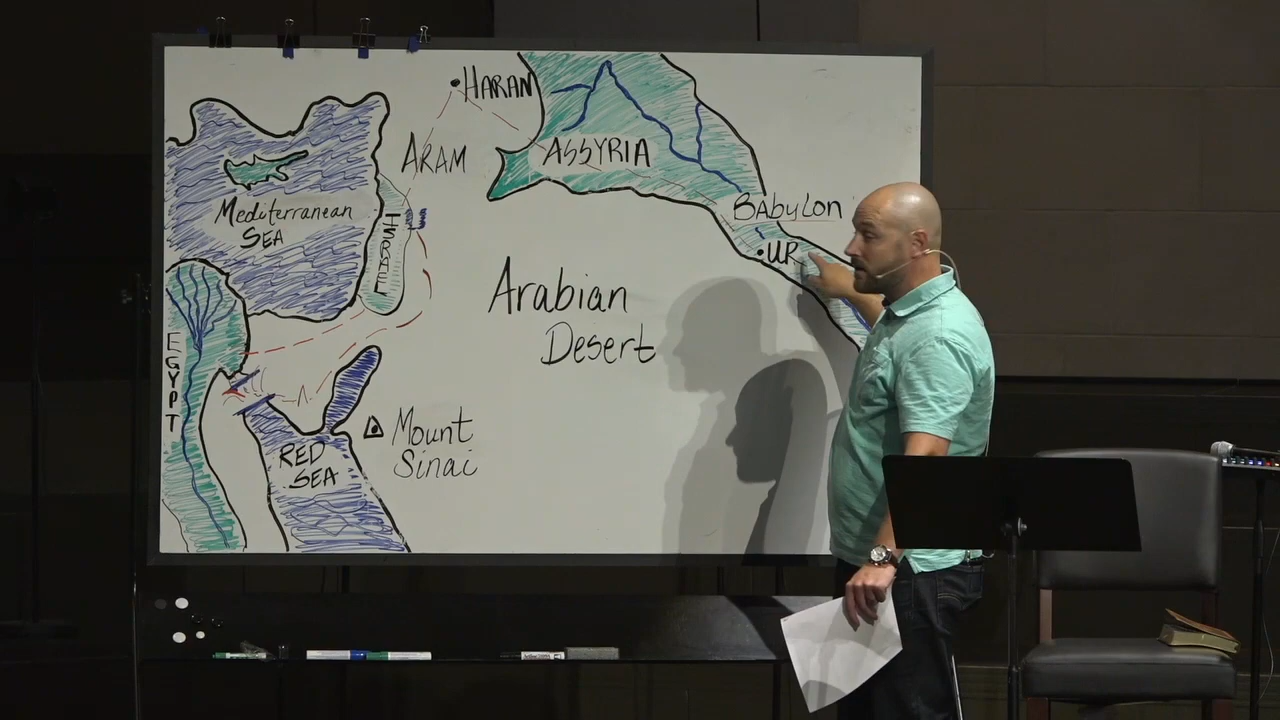 HARAN
ARAM
ASSYRIA
Mediterranean
SEA
ISRAEL
BAbyLon
UR
Arabian
Desert
EGYPT
RED
SEA
Mount
Sinai